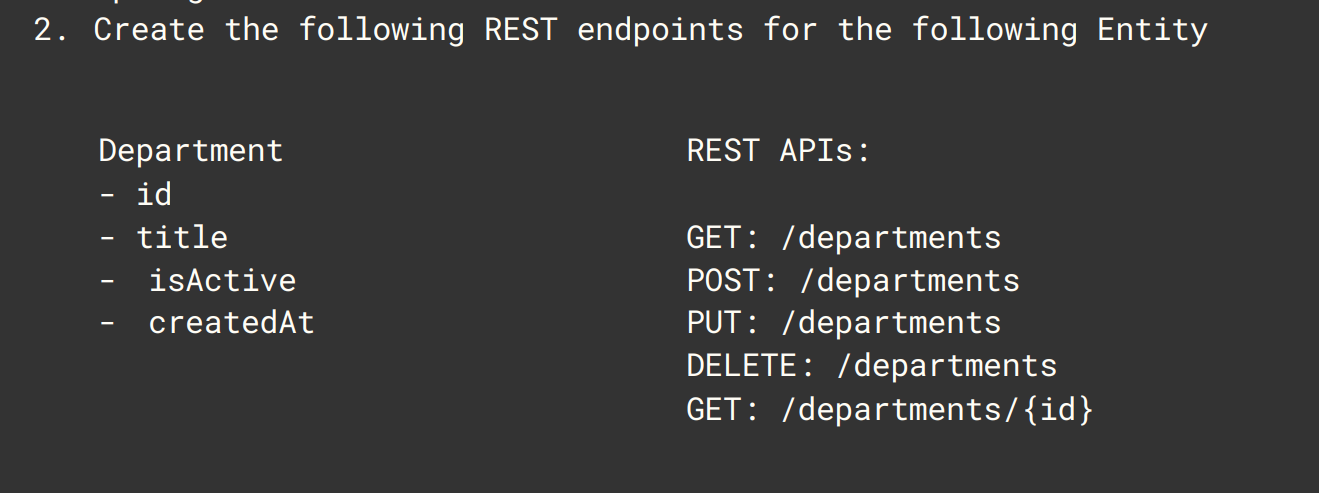 2. Create the following REST endpoints for the following Entity
Department
- id
- title
- isActive
- createdAt
REST APIs:
GET: /departments
POST: /departments
PUT: /departments
DELETE: /departments
GET: /departments/{id}